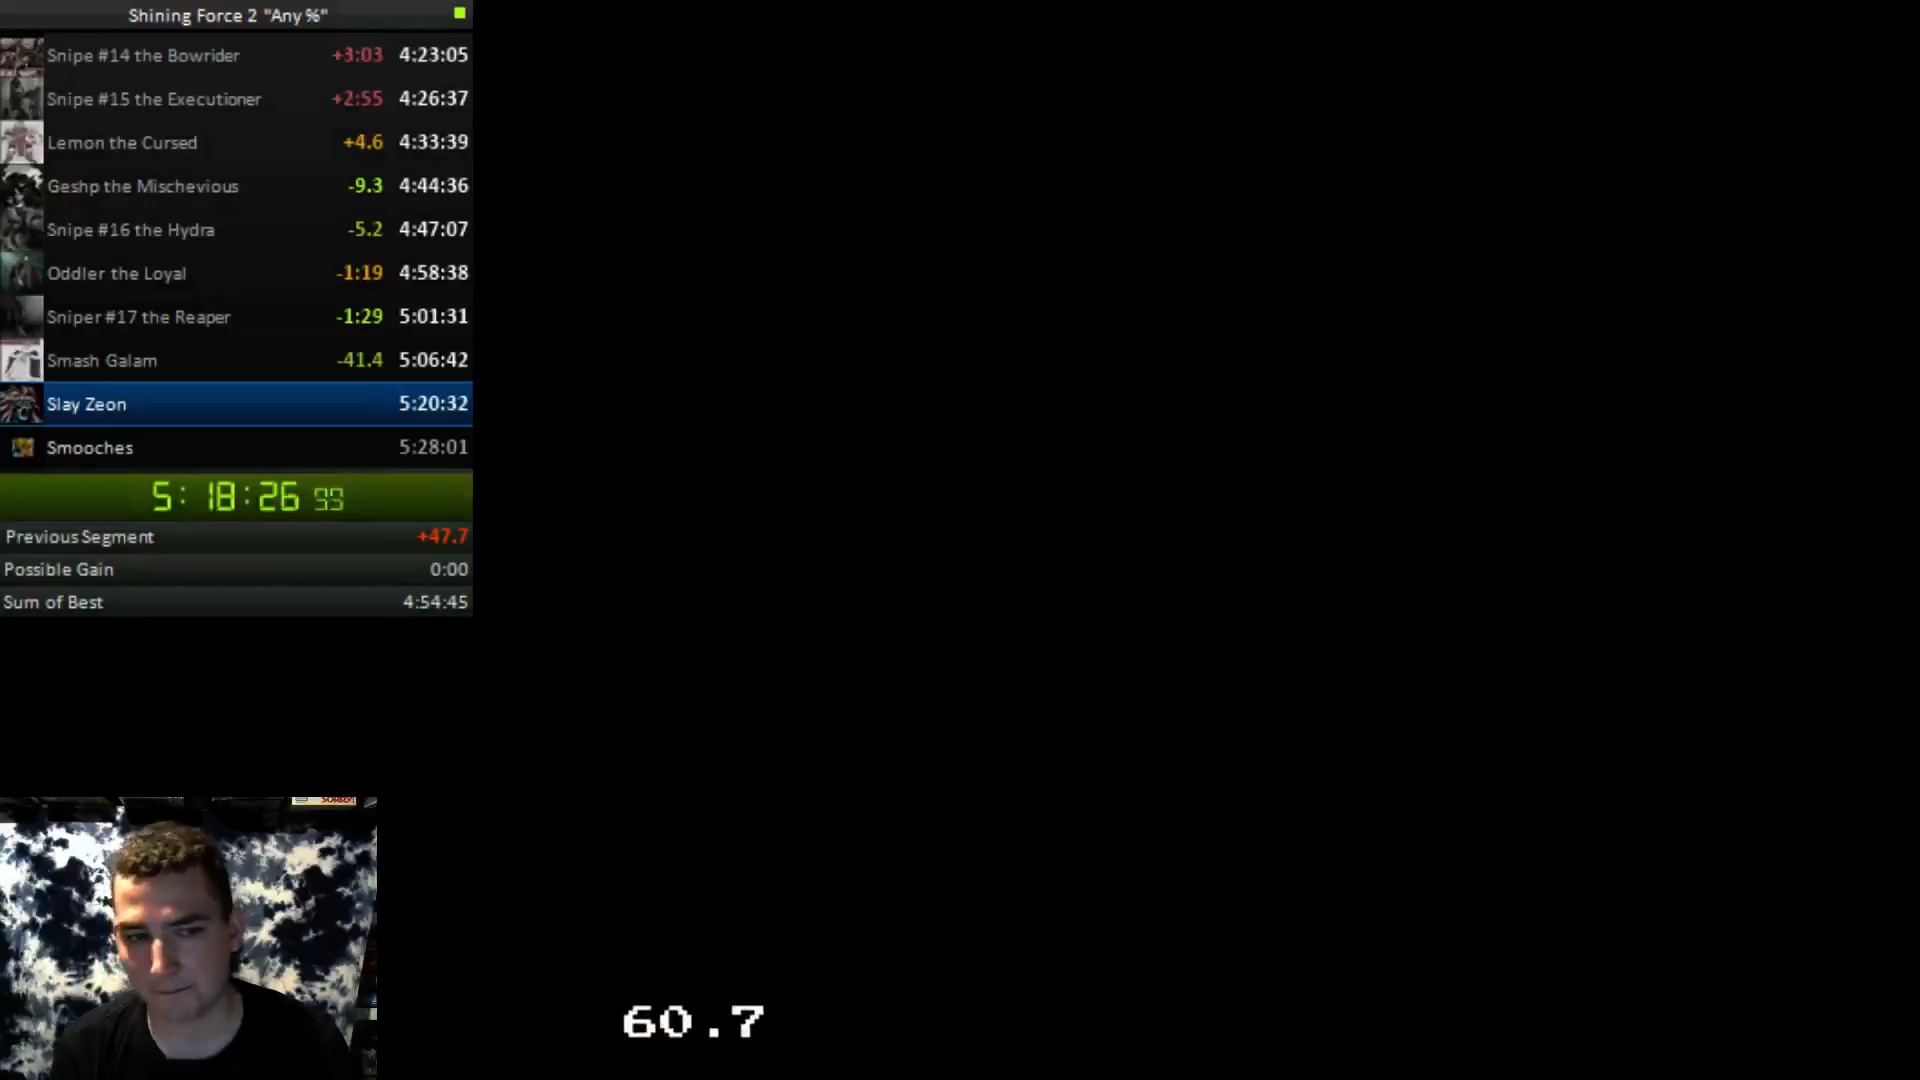 Shining Force 2 "Any %"
Snipe #14 the Bowrider +3:03 4:23:05
Snipe #15 the Executioner +2:55 4:26:37
Lemon the Cursed +4.6 4:33:39
Geshp the Mischevious -9.3 4:44:36
Snipe #16 the Hydra -5.2 4:47:07
Oddler the Loyal -1:19 4:58:38
Sniper #17 the Reaper -1:29 5:01:31
Smash Galam -41.4 5:06:42
Slay Zeon 5:20:32
Smooches 5:28:01
5:18:26 99
Previous Segment +47.7
Possible Gain 0:00
Sum of Best 4:54:45
SORRY!
60.7